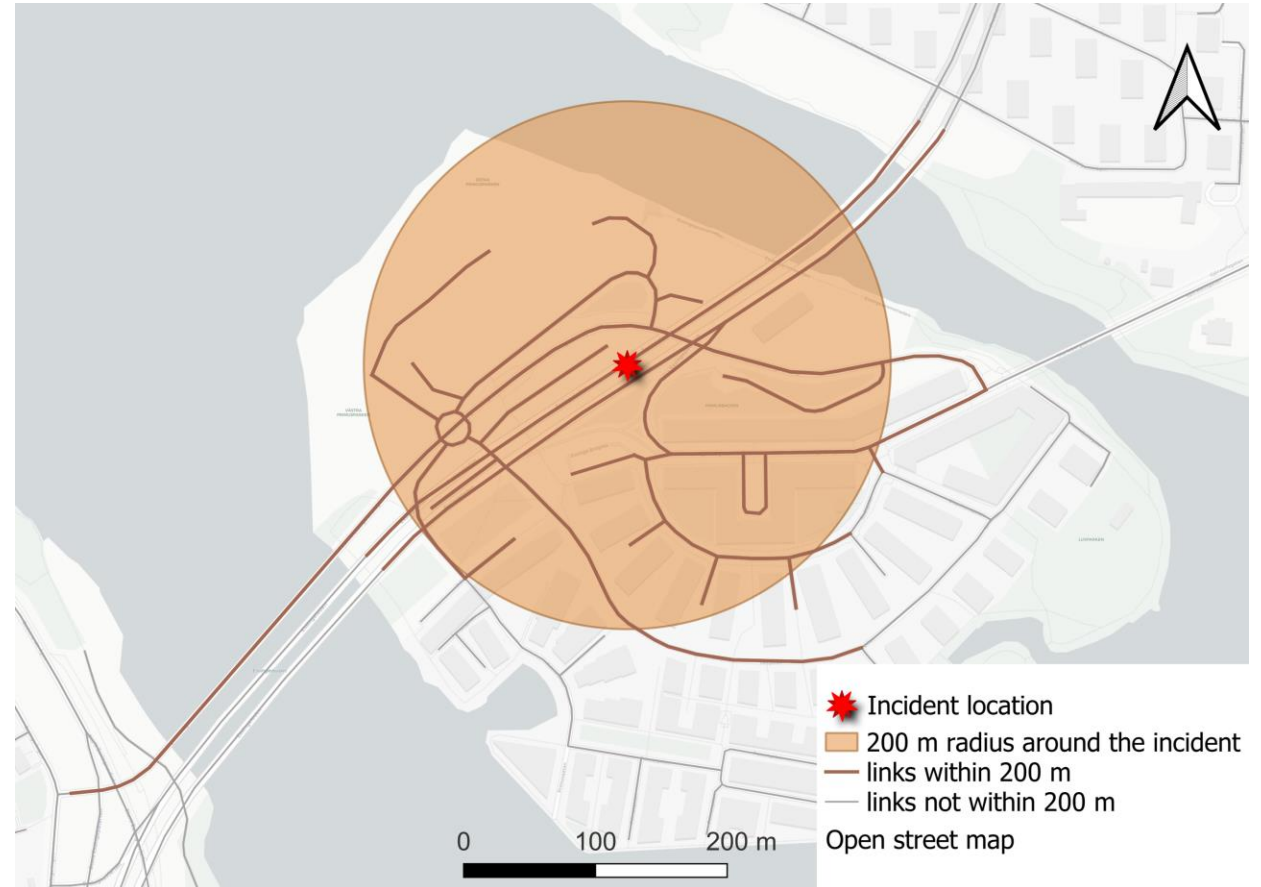 Incident location
200 m radius around the incident
links within 200 m
links not within 200 m
Open street map
0 100 200 m